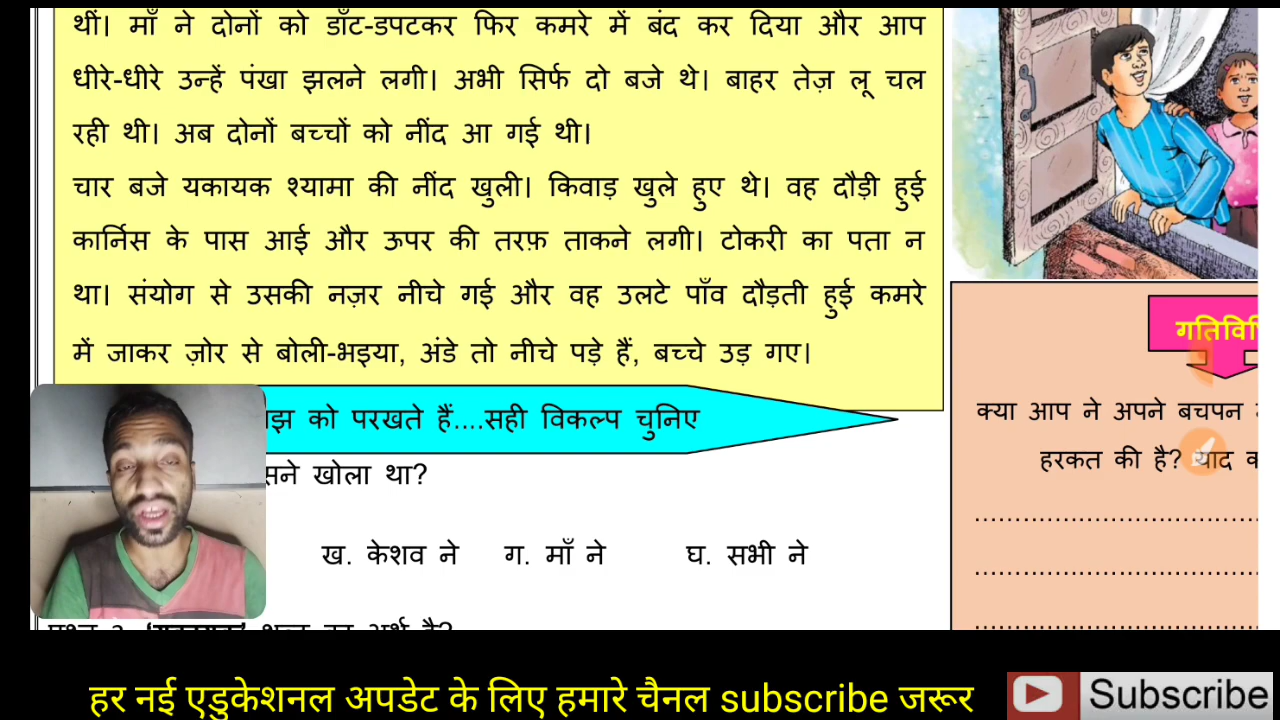 थीं। माँ ने दोनों को डाँट-डपटकर फिर कमरे में बंद कर दिया और आप
धीरे-धीरे उन्हें पंखा झलने लगी। अभी सिर्फ दो बजे थे। बाहर तेज़ लू चल
रही थी। अब दोनों बच्चों को नींद आ गई थी।
चार बजे यकायक श्यामा की नींद खुली। किवाड़ खुले हुए थे। वह दौड़ी हुई
कार्निस के पास आई और ऊपर की तरफ़ ताकने लगी। टोकरी का पता न
था। संयोग से उसकी नज़र नीचे गई और वह उलटे पाँव दौड़ती हुई कमरे
में जाकर ज़ोर से बोली-भइया, अंडे तो नीचे पड़े हैं, बच्चे उड़ गए।
को परखते हैं....सही विकल्प चुनिए
खोला था?
ख. केशव ने ग. माँ ने घ. सभी ने
क्या आप ने अपने बचपन
हरकत की है? याद
हर नई एडुकेशनल अपडेट के लिए हमारे चैनल subscribe जरूर
Subscribe